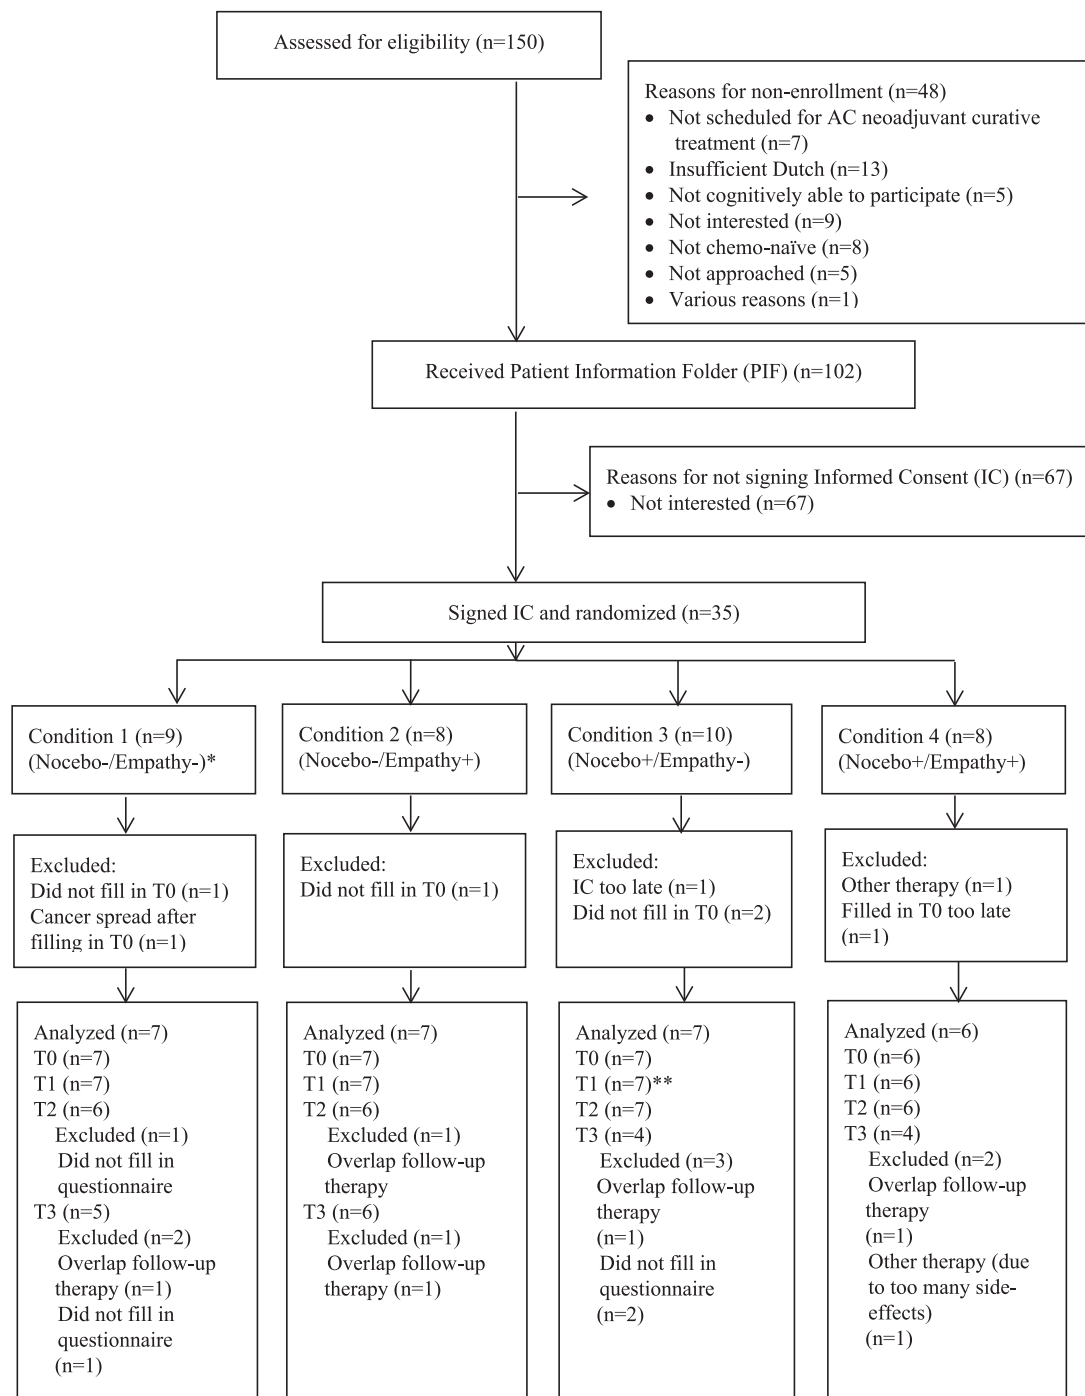 Assessed for eligibility (n=150)
Reasons for non-enrollment (n=48)
• Not scheduled for AC neoadjuvant curative
treatment (n=7)
• Insufficient Dutch (n=13)
• Not cognitively able to participate (n=5)
• Not interested (n=9)
• Not chemo-naïve (n=8)
• Not approached (n=5)
• Various reasons (n=1)
Received Patient Information Folder (PIF) (n=102)
Reasons for not signing Informed Consent (IC) (n=67)
• Not interested (n=67)
Signed IC and randomized (n=35)
Condition 1 (n=9)
(Nocebo-/Empathy-)*
Condition 2 (n=8)
(Nocebo-/Empathy+)
Condition 3 (n=10)
(Nocebo+/Empathy-)
Condition 4 (n=8)
(Nocebo+/Empathy+)
Excluded:
Did not fill in T0 (n=1)
Cancer spread after
filling in T0 (n=1)
Excluded:
Did not fill in T0 (n=1)
Excluded:
IC too late (n=1)
Did not fill in T0 (n=2)
Excluded:
Other therapy (n=1)
Filled in T0 too late
(n=1)
Analyzed (n=7)
T0 (n=7)
T1 (n=7)
T2 (n=6)
Excluded (n=1)
Did not fill in
questionnaire
T3 (n=5)
Excluded (n=2)
Overlap follow-up
therapy (n=1)
Did not fill in
questionnaire
(n=1)
Analyzed (n=7)
T0 (n=7)
T1 (n=7)
T2 (n=6)
Excluded (n=1)
Overlap follow-up
therapy
T3 (n=6)
Excluded (n=1)
Overlap follow-up
therapy (n=1)
Analyzed (n=7)
T0 (n=7)
T1 (n=7)**
T2 (n=7)
T3 (n=4)
Excluded (n=3)
Overlap follow-up
therapy
(n=1)
Did not fill in
questionnaire
(n=2)
Analyzed (n=6)
T0 (n=6)
T1 (n=6)
T2 (n=6)
T3 (n=4)
Excluded (n=2)
Overlap follow-up
therapy
(n=1)
Other therapy (due
to too many side-
effects)
(n=1)